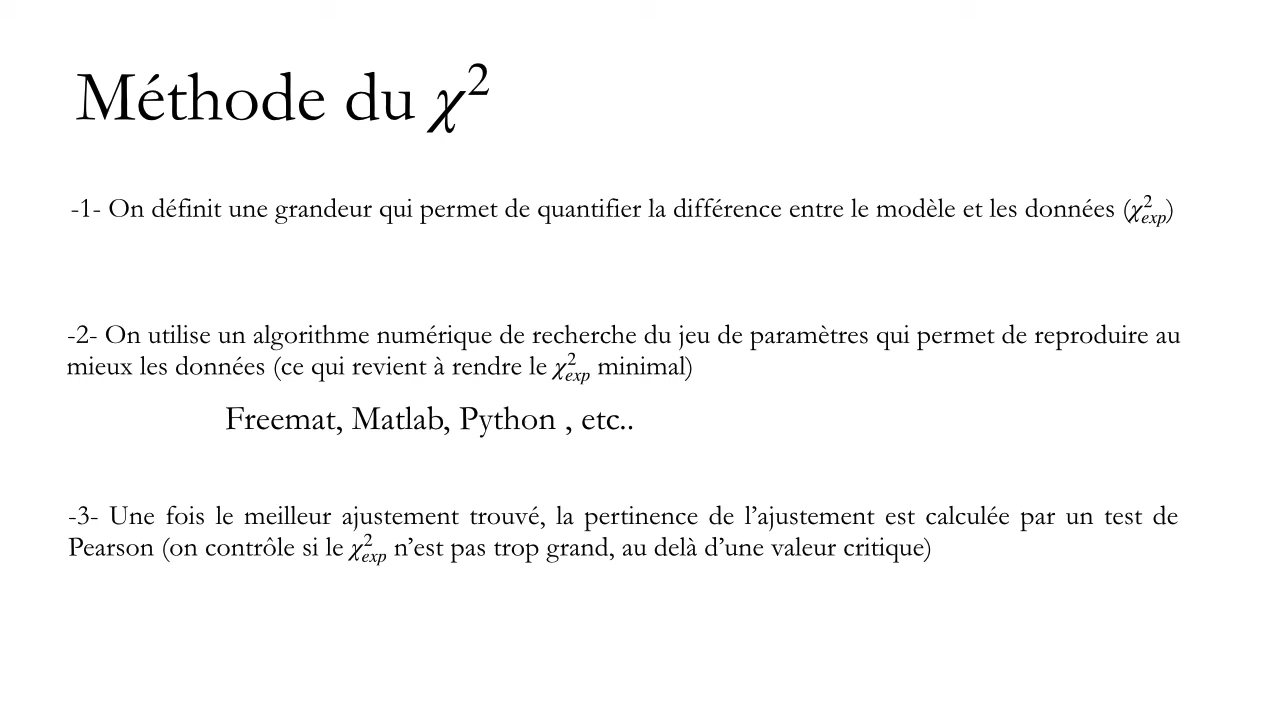 Méthode du χ²
-1- On définit une grandeur qui permet de quantifier la différence entre le modèle et les données (χ²exp)
-2- On utilise un algorithme numérique de recherche du jeu de paramètres qui permet de reproduire au
mieux les données (ce qui revient à rendre le χ²exp minimal)
Freemat, Matlab, Python , etc..
-3- Une fois le meilleur ajustement trouvé, la pertinence de l’ajustement est calculée par un test de
Pearson (on contrôle si le χ²exp n’est pas trop grand, au delà d’une valeur critique)